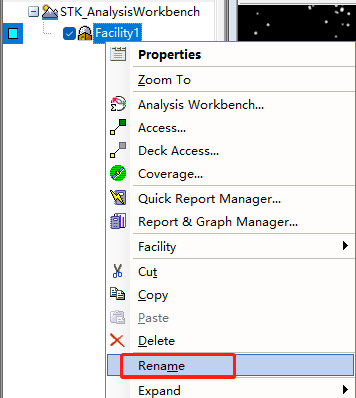 STK_AnalysisWorkbench
Facility1
Properties
Zoom To
Analysis Workbench...
Access...
Deck Access...
Coverage...
Quick Report Manager...
Report & Graph Manager...
Facility
Cut
Copy
Paste
Delete
Rename
Expand